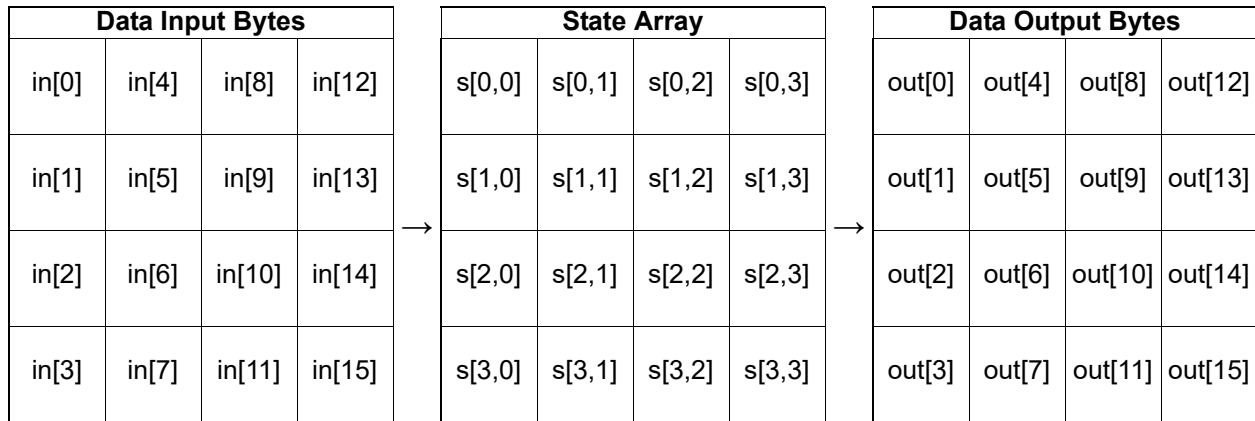 Data Input Bytes State Array Data Output Bytes
in[0] in[4] in[8] in[12] s[0,0] s[0,1] s[0,2] s[0,3] out[0] out[4] out[8] out[12]
in[1] in[5] in[9] in[13] s[1,0] s[1,1] s[1,2] s[1,3] out[1] out[5] out[9] out[13]
→ →
in[2] in[6] in[10] in[14] s[2,0] s[2,1] s[2,2] s[2,3] out[2] out[6] out[10] out[14]
in[3] in[7] in[11] in[15] s[3,0] s[3,1] s[3,2] s[3,3] out[3] out[7] out[11] out[15]